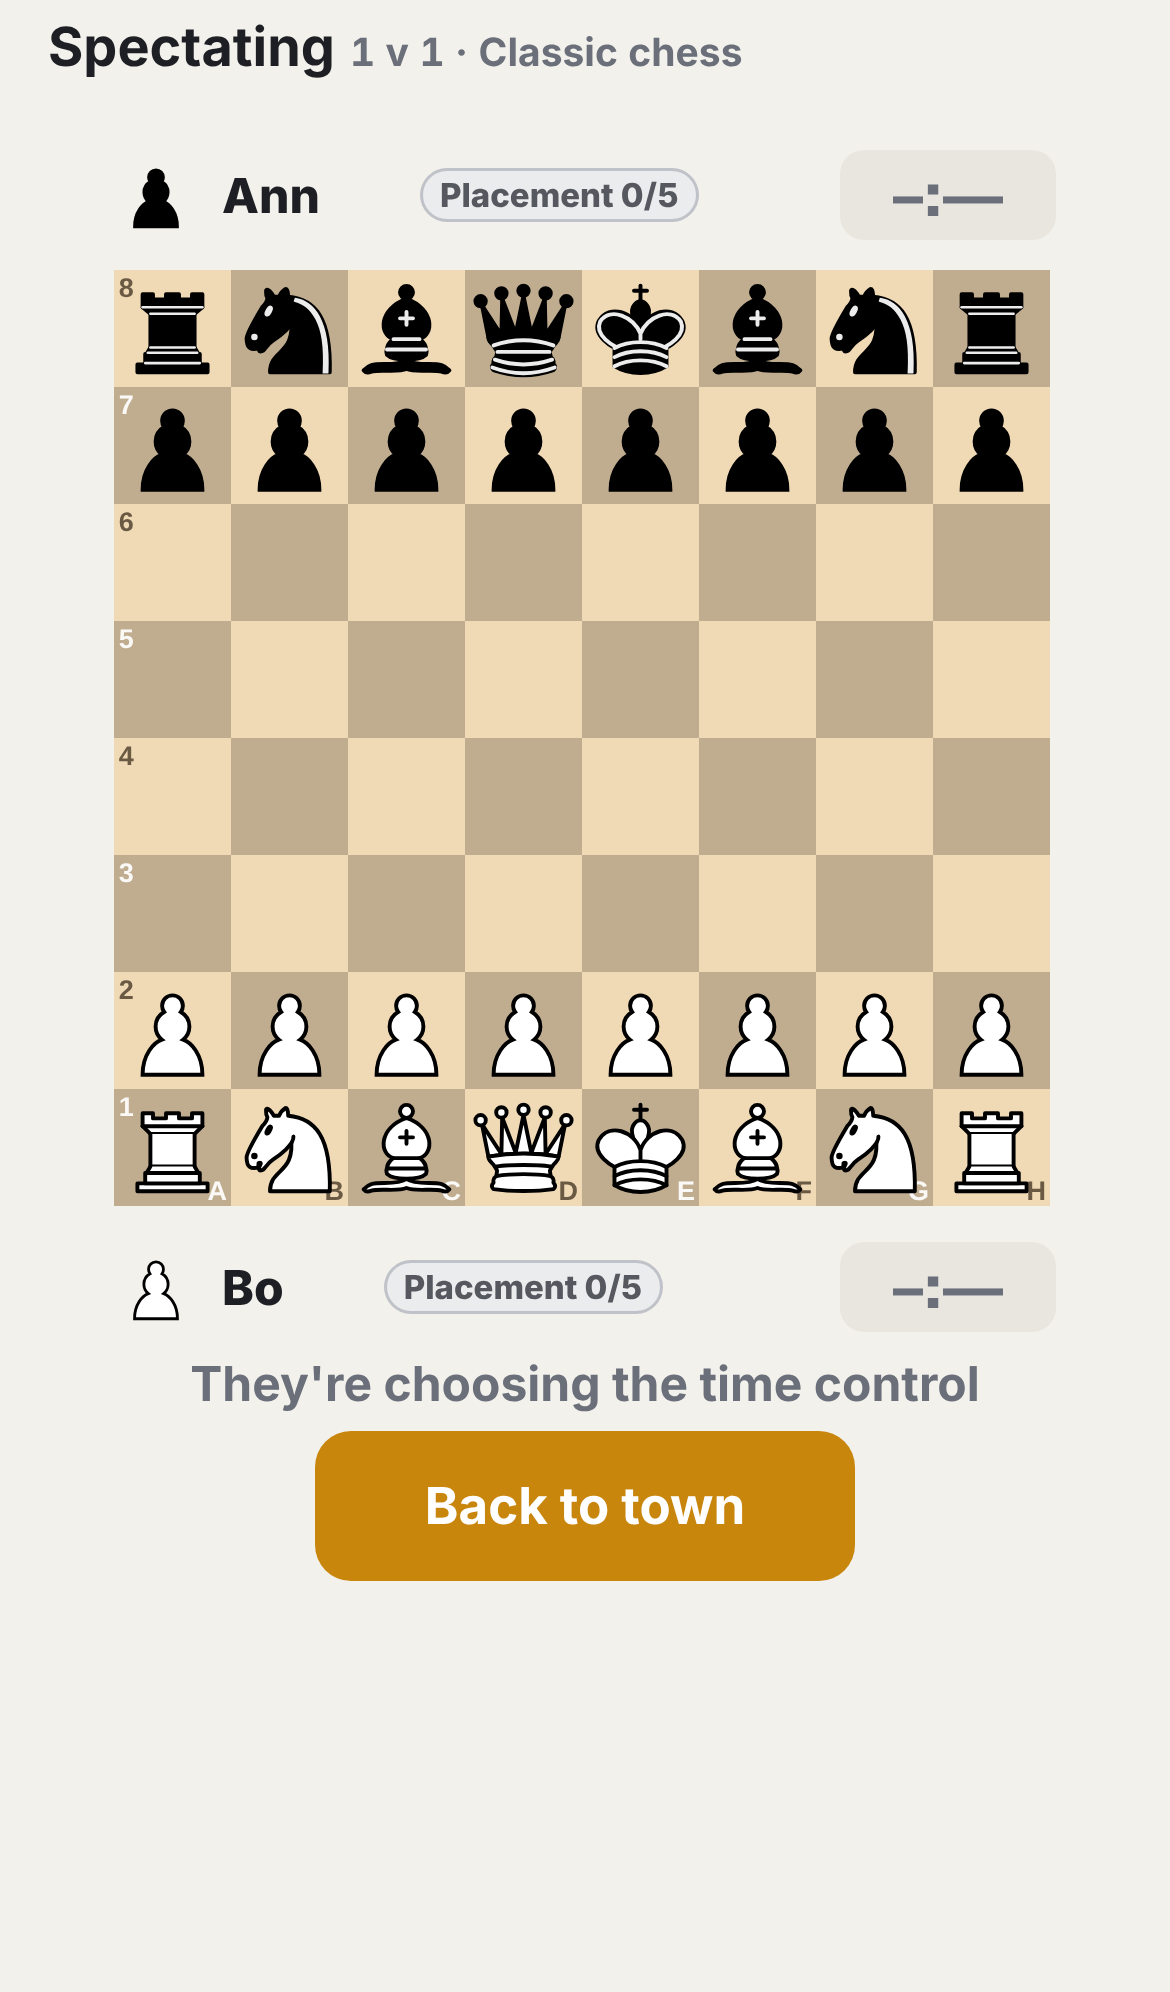 Spectating 1 v 1 · Classic chess
Ann Placement 0/5 –:––
8
7
6
5
4
3
2
1
A B C D E F G H
Bo Placement 0/5 –:––
They're choosing the time control
Back to town